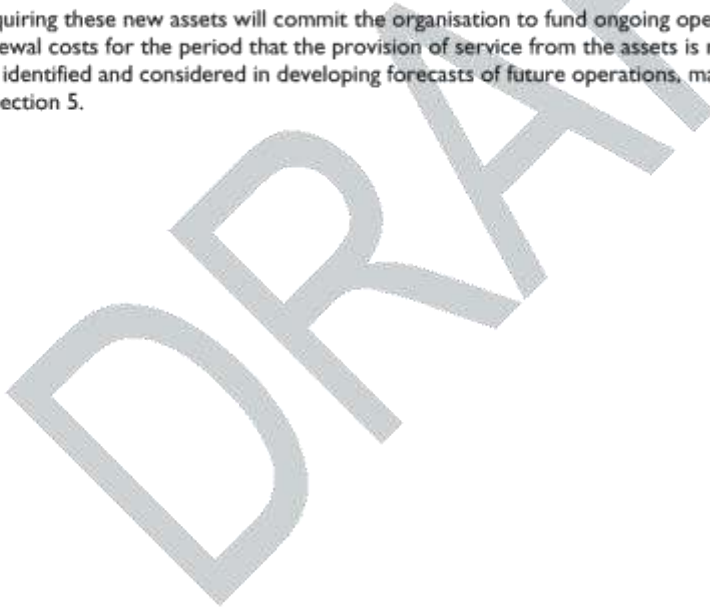 quiring these new assets will commit the organisation to fund ongoing ope
ewal costs for the period that the provision of service from the assets is r
identified and considered in developing forecasts of future operations, ma
ection 5.
DRA